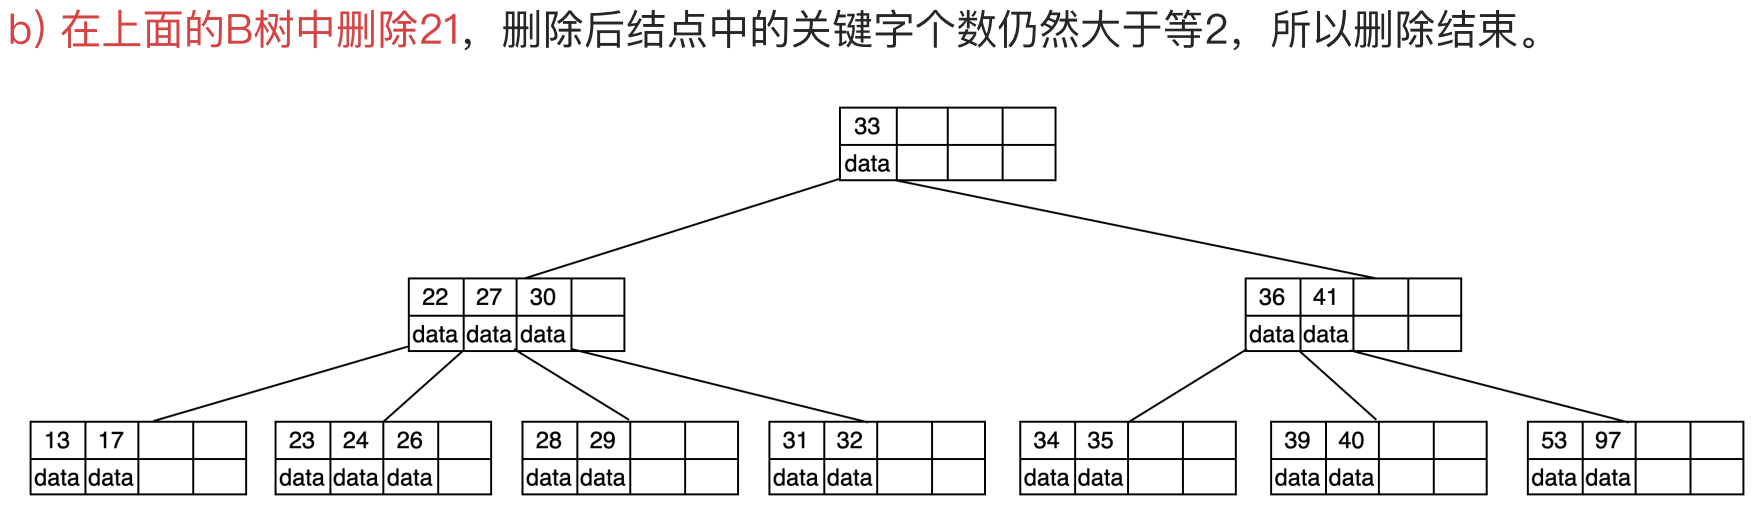 b) 在上面的B树中删除21，删除后结点中的关键字个数仍然大于等2，所以删除结束。
33
data
22 27 30 36 41
data data data data data
13 17 23 24 26 28 29 31 32 34 35 39 40 53 97
data data data data data data data data data data data data data data data